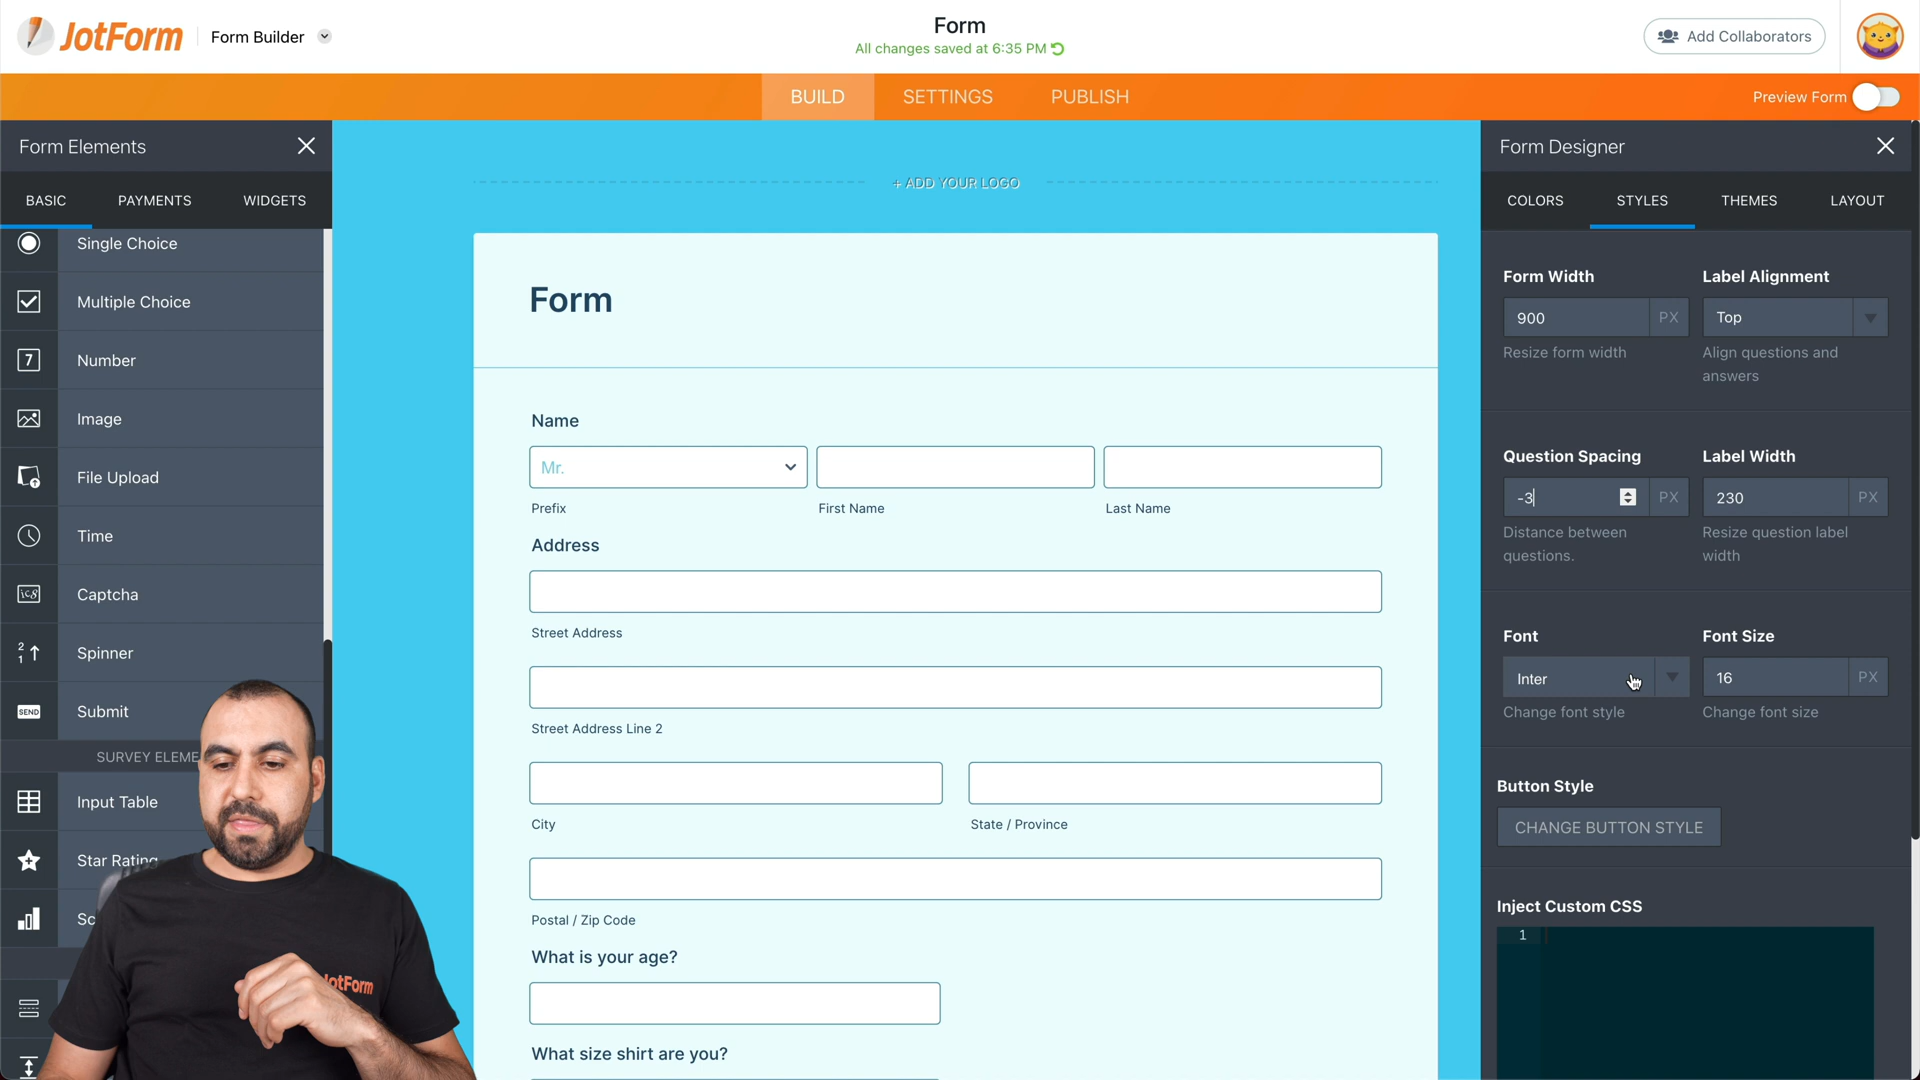 JotForm
Form Builder
Form
All changes saved at 6:35 PM
Add Collaborators
BUILD
SETTINGS
PUBLISH
Preview Form
Form Elements
BASIC
PAYMENTS
WIDGETS
Single Choice
Multiple Choice
7
Number
Image
File Upload
Time
Captcha
2
1
Spinner
SEND
Submit
SURVEY ELEME
Input Table
Star Rating
Sc
JotForm
+ ADD YOUR LOGO
Form
Name
Mr.
Prefix
First Name
Last Name
Address
Street Address
Street Address Line 2
City
State / Province
Postal / Zip Code
What is your age?
What size shirt are you?
Form Designer
COLORS
STYLES
THEMES
LAYOUT
Form Width
Label Alignment
900 PX
Top
Resize form width
Align questions and
answers
Question Spacing
Label Width
-3 PX
230 PX
Distance between
questions.
Resize question label
width
Font
Font Size
Inter
16 PX
Change font style
Change font size
Button Style
CHANGE BUTTON STYLE
Inject Custom CSS
1